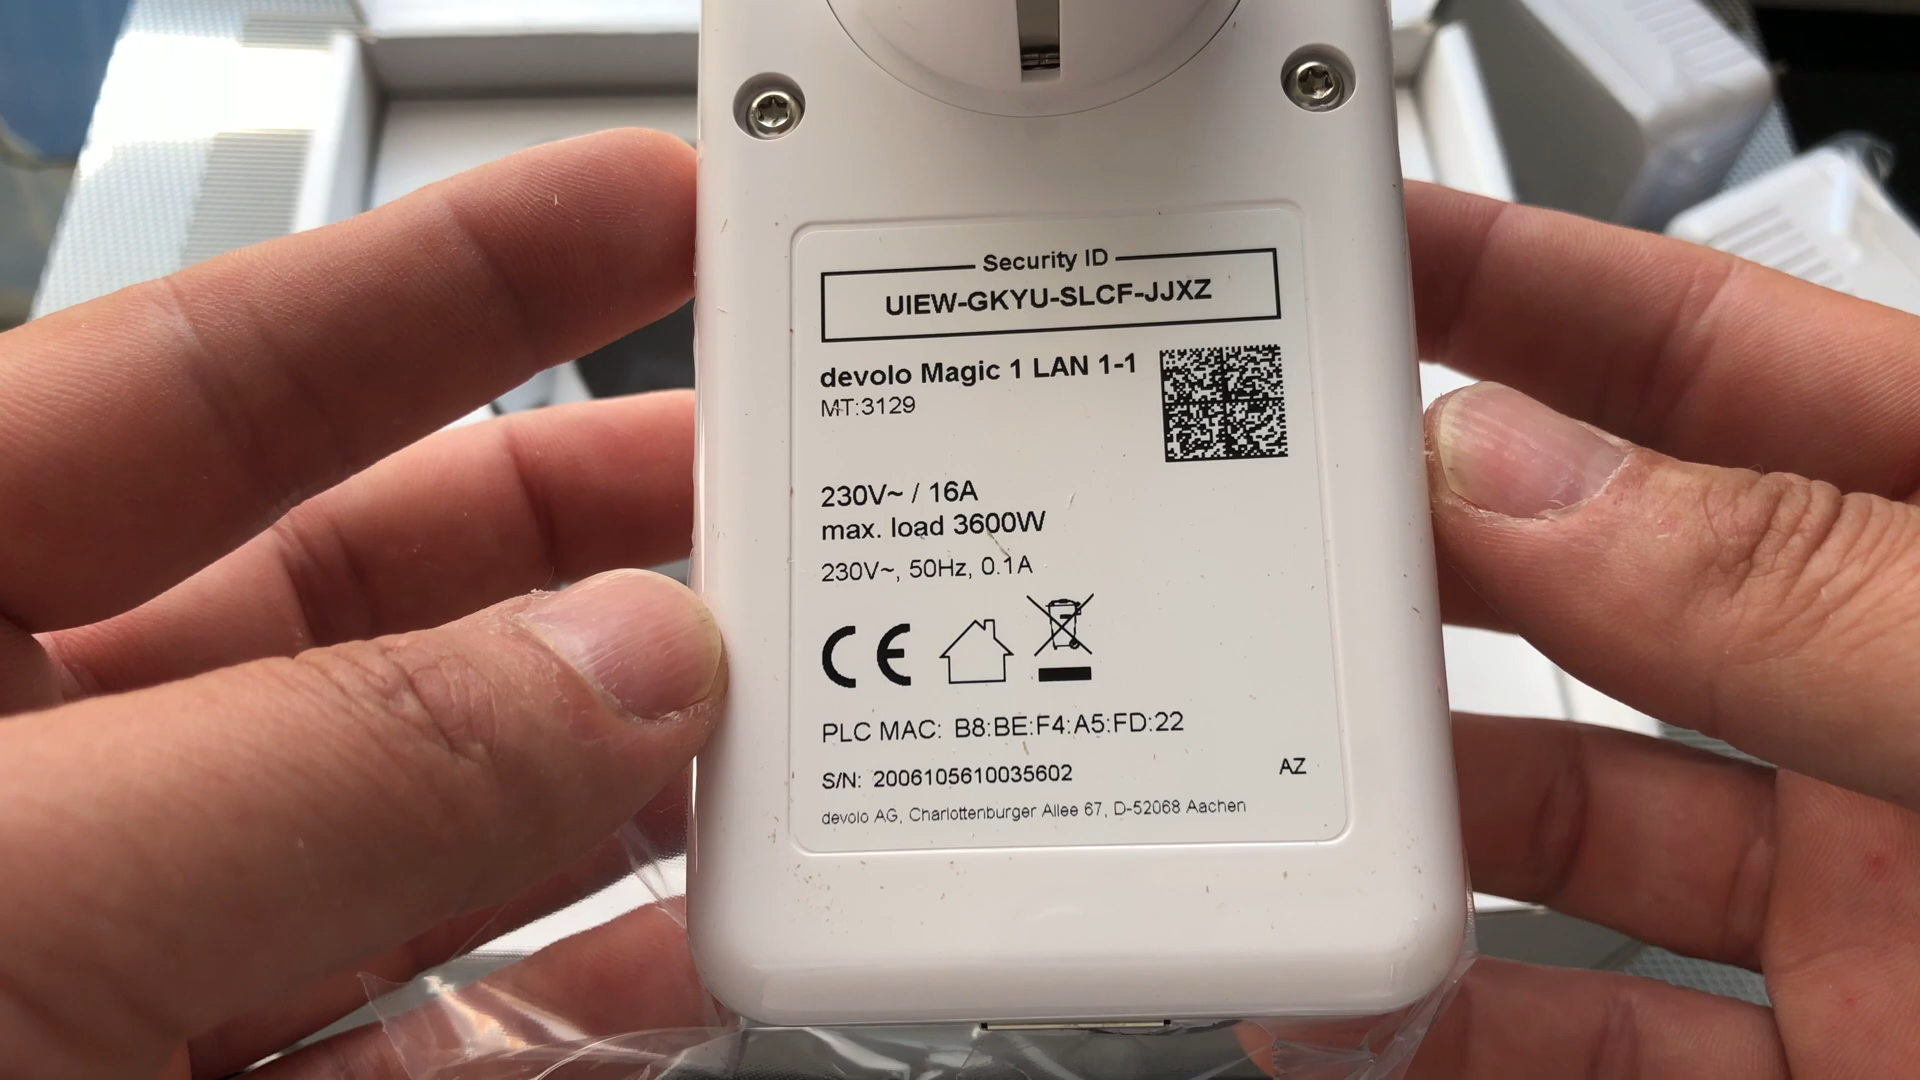 Security ID
UIEW-GKYU-SLCF-JJXZ
devolo Magic 1 LAN 1-1
MT:3129
230V~ / 16A
max. load 3600W
230V~, 50Hz, 0.1A
CE
PLC MAC: B8:BE:F4:A5:FD:22
S/N: 2006105610035602
AZ
devolo AG, Charlottenburger Allee 67, D-52068 Aachen